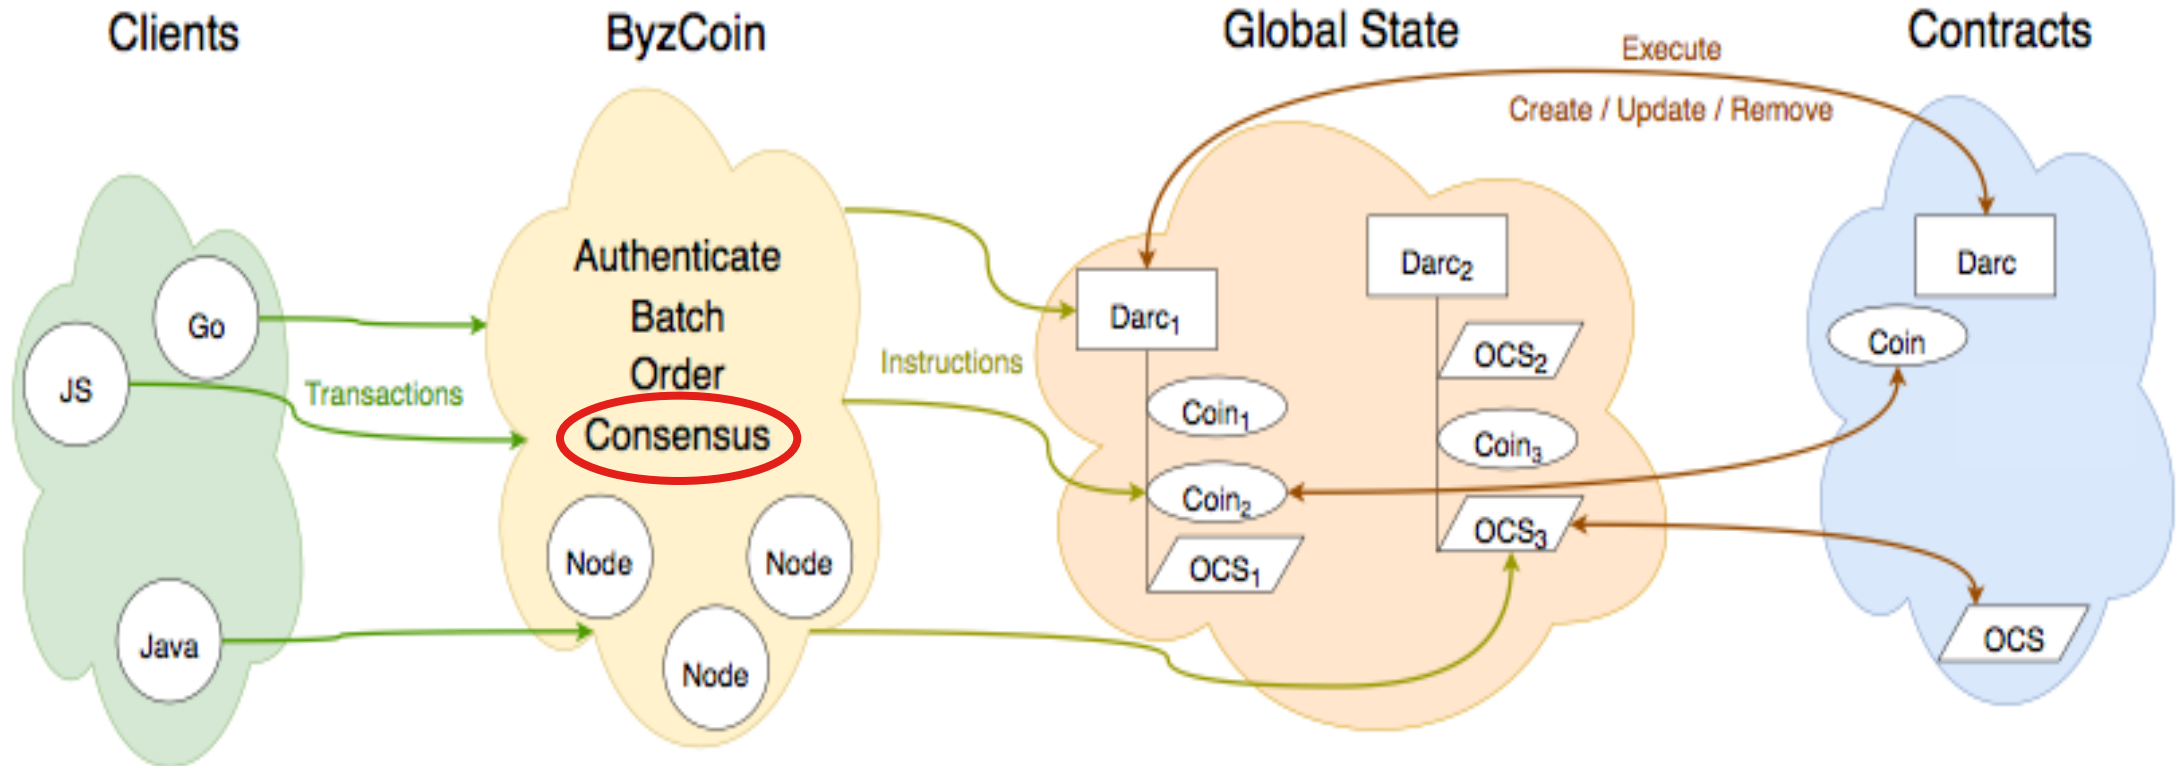 Clients
ByzCoin
Global State
Contracts
Execute
Create / Update / Remove
Go
JS
Java
Transactions
Authenticate
Batch
Order
Consensus
Node
Node
Node
Instructions
Darc1
Coin1
Coin2
OCS1
Darc2
OCS2
Coin3
OCS3
Darc
Coin
OCS